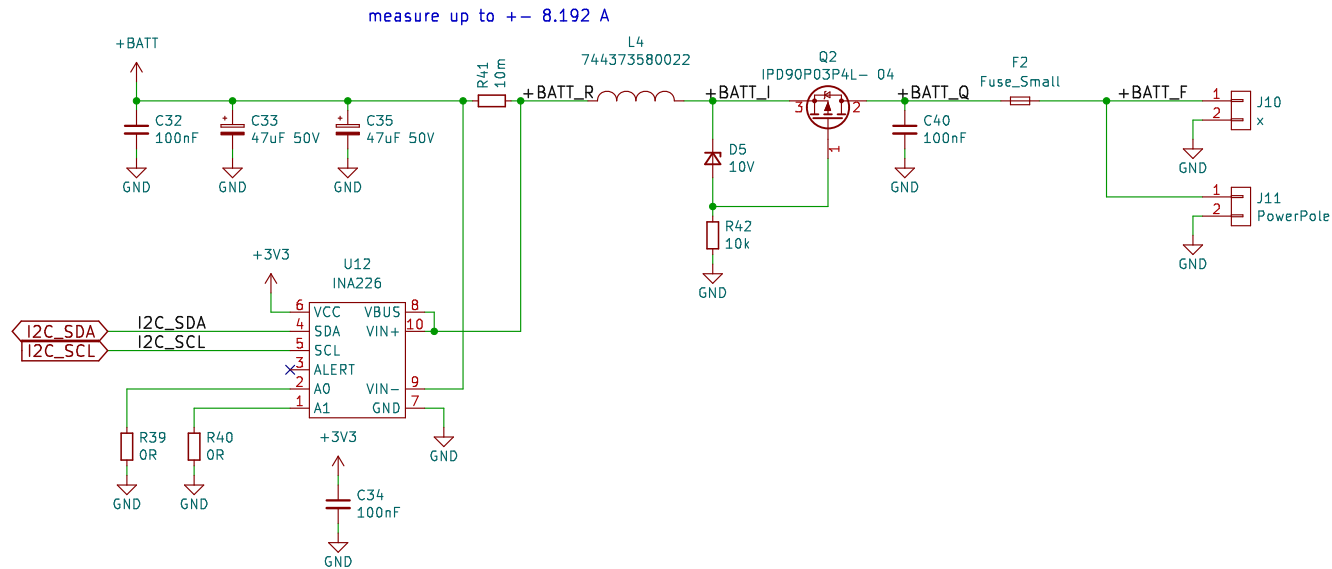 measure up to +- 8.192 A
+BATT
C32
100nF
GND
+
C33
47uF 50V
GND
+
C35
47uF 50V
GND
R41
10m
+BATT_R
L4
744373580022
+BATT_I
D5
10V
R42
10k
GND
Q2
IPD90P03P4L- 04
3
2
1
+BATT_Q
C40
100nF
GND
F2
Fuse_Small
+BATT_F
1
2
J10
x
GND
1
2
J11
PowerPole
GND
+3V3
U12
INA226
6 VCC
4 SDA
5 SCL
3 ALERT
2 A0
1 A1
VBUS 8
VIN+ 10
VIN- 9
GND 7
I2C_SDA
I2C_SDA
I2C_SCL
I2C_SCL
R39
0R
GND
R40
0R
GND
GND
+3V3
C34
100nF
GND